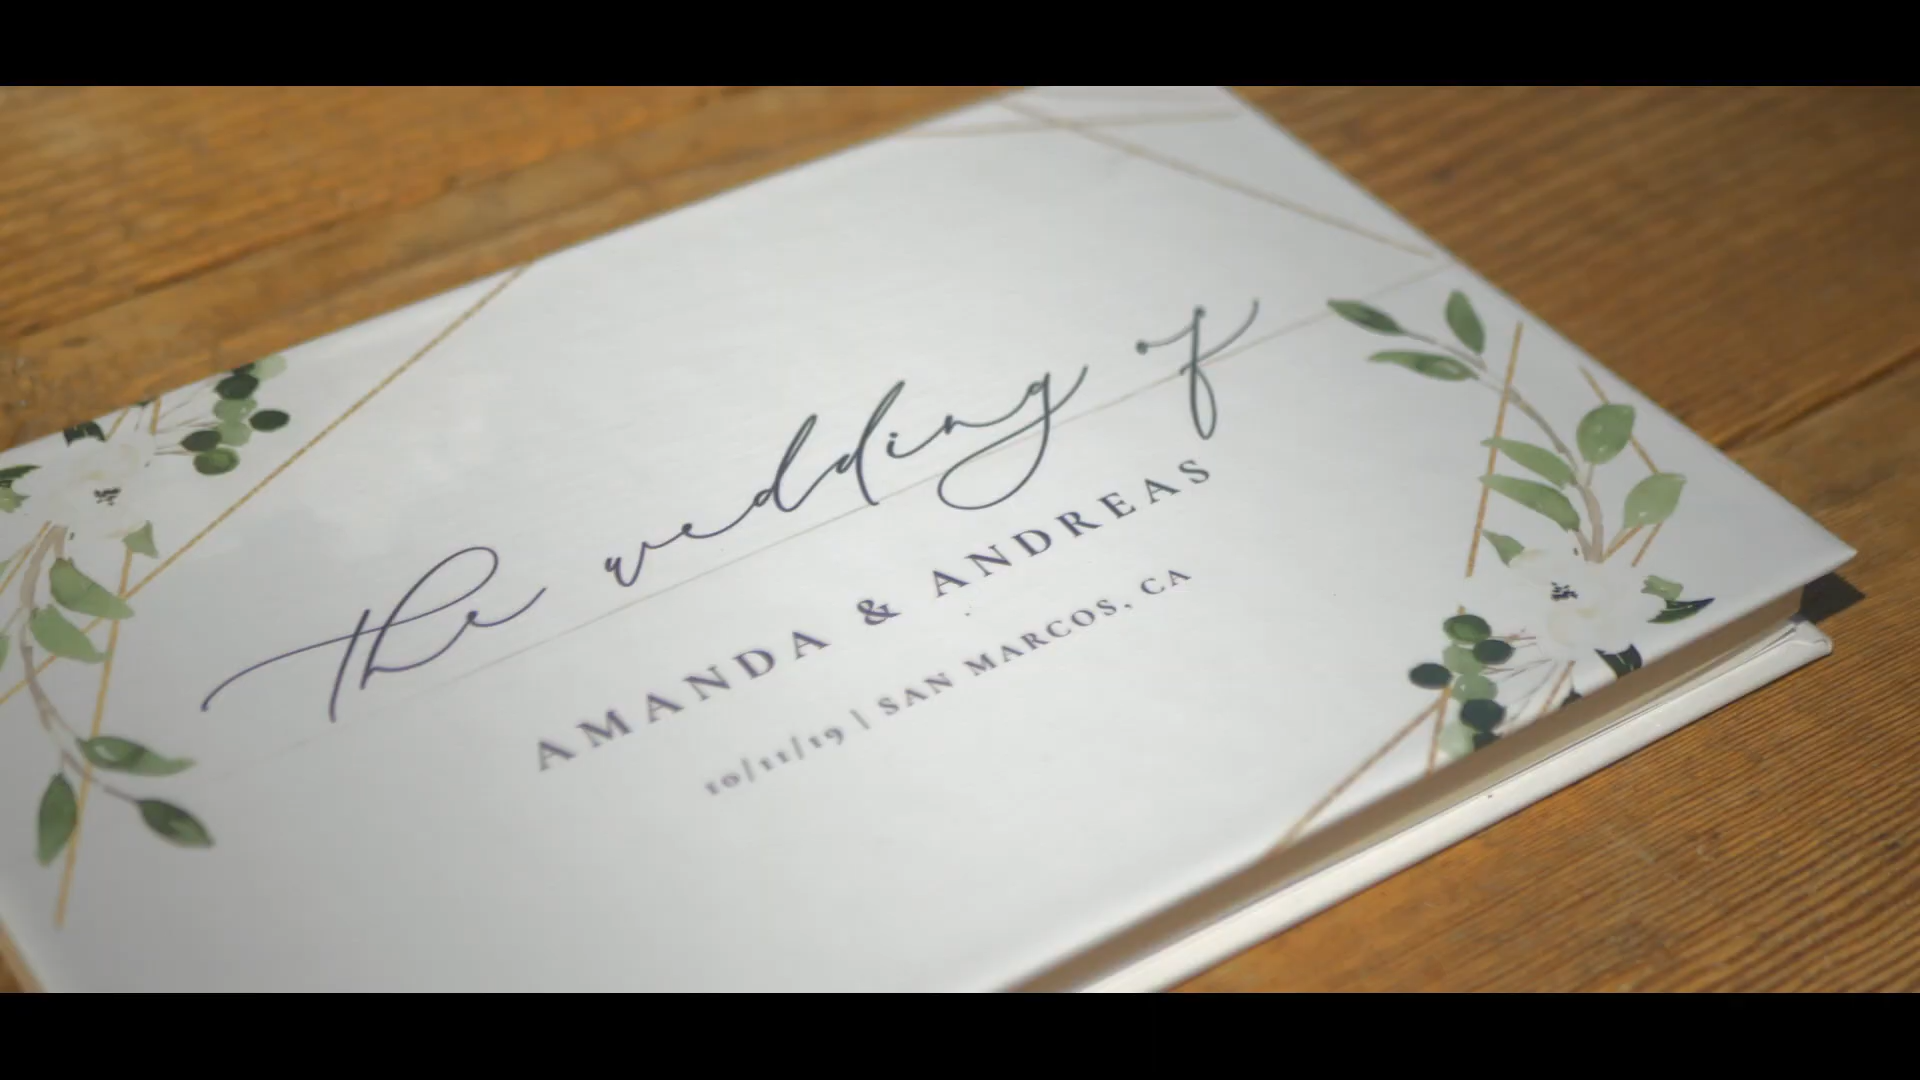 the wedding of
AMANDA & ANDREAS
10/11/19 | SAN MARCOS, CA